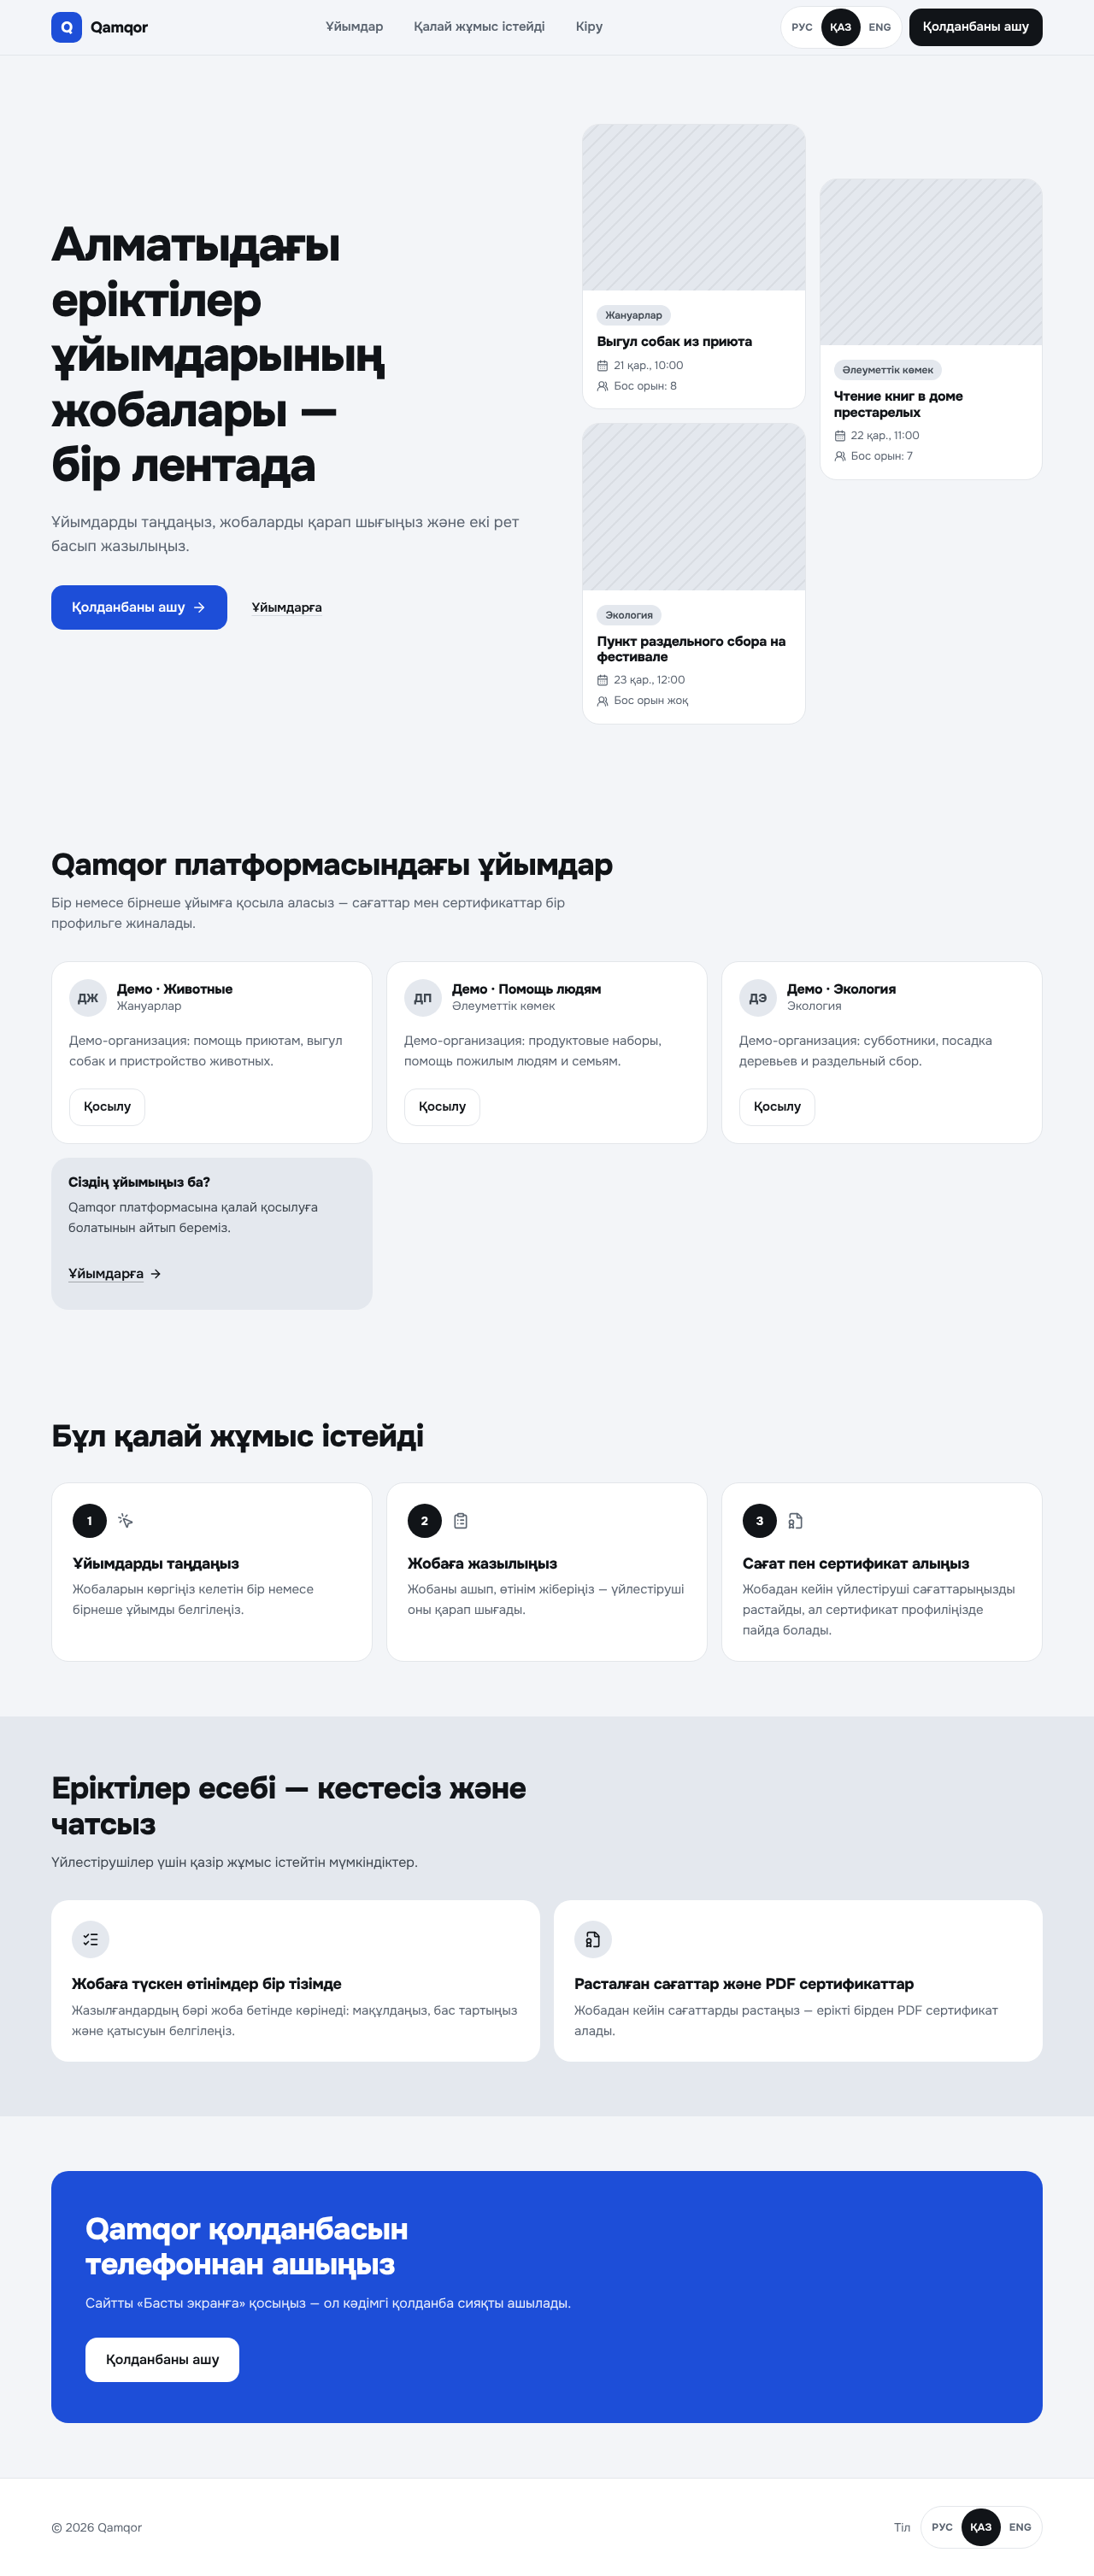 Q Qamqor
Ұйымдар
Қалай жұмыс істейді
Кіру
РУС ҚАЗ ENG
Қолданбаны ашу
Алматыдағы
еріктілер
ұйымдарының
жобалары —
бір лентада
Ұйымдарды таңдаңыз, жобаларды қарап шығыңыз және екі рет
басып жазылыңыз.
Қолданбаны ашу →
Ұйымдарға
Жануарлар
Выгул собак из приюта
21 қар., 10:00
Бос орын: 8
Әлеуметтік көмек
Чтение книг в доме
престарелых
22 қар., 11:00
Бос орын: 7
Экология
Пункт раздельного сбора на
фестивале
23 қар., 12:00
Бос орын жоқ
Qamqor платформасындағы ұйымдар
Бір немесе бірнеше ұйымға қосыла аласыз — сағаттар мен сертификаттар бір
профильге жиналады.
ДЖ
Демо · Животные
Жануарлар
Демо-организация: помощь приютам, выгул
собак и пристройство животных.
Қосылу
ДП
Демо · Помощь людям
Әлеуметтік көмек
Демо-организация: продуктовые наборы,
помощь пожилым людям и семьям.
Қосылу
ДЭ
Демо · Экология
Экология
Демо-организация: субботники, посадка
деревьев и раздельный сбор.
Қосылу
Сіздің ұйымыңыз ба?
Qamqor платформасына қалай қосылуға
болатынын айтып береміз.
Ұйымдарға →
Бұл қалай жұмыс істейді
1
Ұйымдарды таңдаңыз
Жобаларын көргіңіз келетін бір немесе
бірнеше ұйымды белгілеңіз.
2
Жобаға жазылыңыз
Жобаны ашып, өтінім жіберіңіз — үйлестіруші
оны қарап шығады.
3
Сағат пен сертификат алыңыз
Жобадан кейін үйлестіруші сағаттарыңызды
растайды, ал сертификат профиліңізде
пайда болады.
Еріктілер есебі — кестесіз және
чатсыз
Үйлестірушілер үшін қазір жұмыс істейтін мүмкіндіктер.
Жобаға түскен өтінімдер бір тізімде
Жазылғандардың бәрі жоба бетінде көрінеді: мақұлдаңыз, бас тартыңыз
және қатысуын белгілеңіз.
Расталған сағаттар және PDF сертификаттар
Жобадан кейін сағаттарды растаңыз — ерікті бірден PDF сертификат
алады.
Qamqor қолданбасын
телефоннан ашыңыз
Сайтты «Басты экранға» қосыңыз — ол кәдімгі қолданба сияқты ашылады.
Қолданбаны ашу
© 2026 Qamqor
Тіл
РУС ҚАЗ ENG